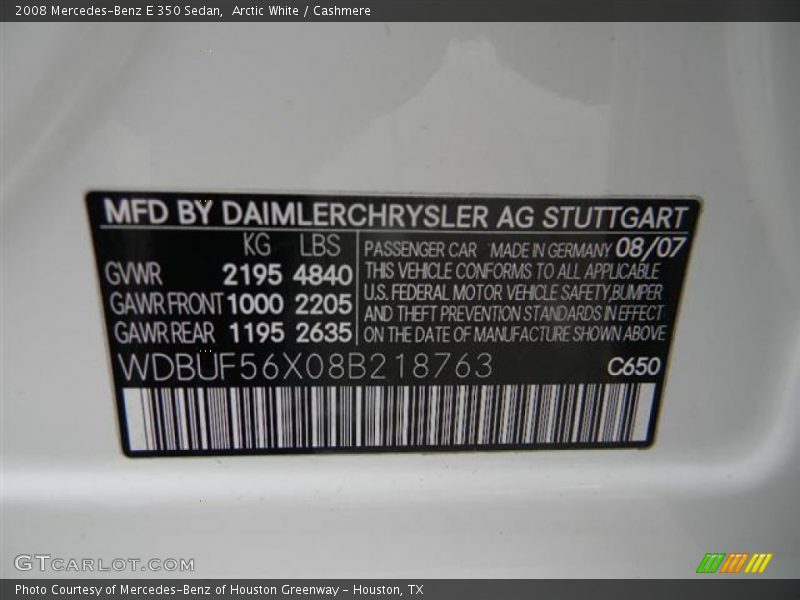 2008 Mercedes-Benz E 350 Sedan,  Arctic White / Cashmere
MFD BY DAIMLERCHRYSLER AG STUTTGART
KG LBS
GVWR 2195 4840
GAWR FRONT 1000 2205
GAWR REAR 1195 2635
PASSENGER CAR MADE IN GERMANY 08/07
THIS VEHICLE CONFORMS TO ALL APPLICABLE
U.S. FEDERAL MOTOR VEHICLE SAFETY,BUMPER
AND THEFT PREVENTION STANDARDS IN EFFECT
ON THE DATE OF MANUFACTURE SHOWN ABOVE
WDBUF56X08B218763 C650
GTCARLOT.COM
Photo Courtesy of Mercedes-Benz of Houston Greenway - Houston, TX